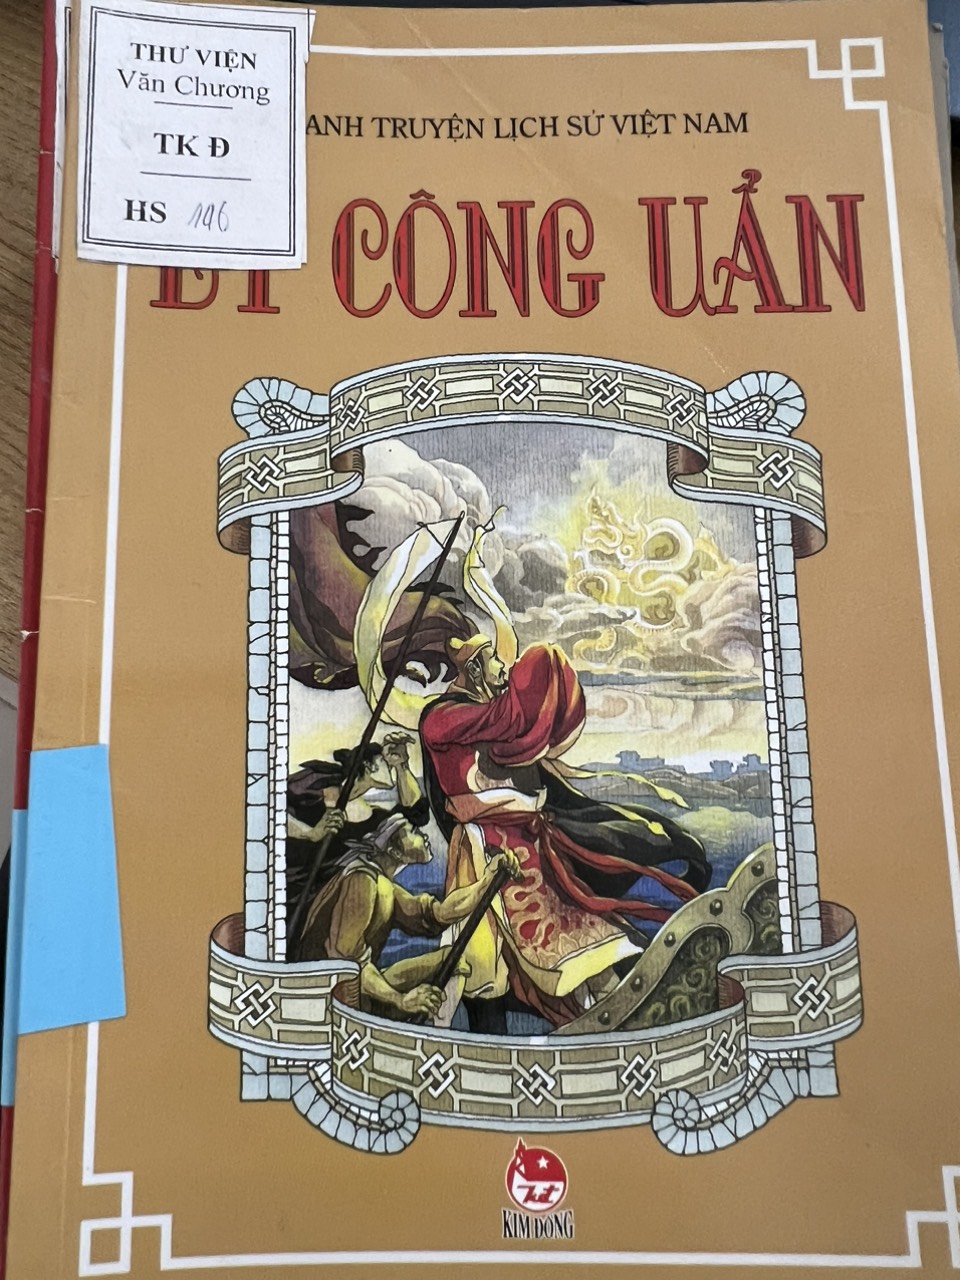 THƯ VIỆN
Văn Chương
TK Đ
HS 146
ANH TRUYỆN LỊCH SỬ VIỆT NAM
CÔNG UẨN
KIM ĐỒNG